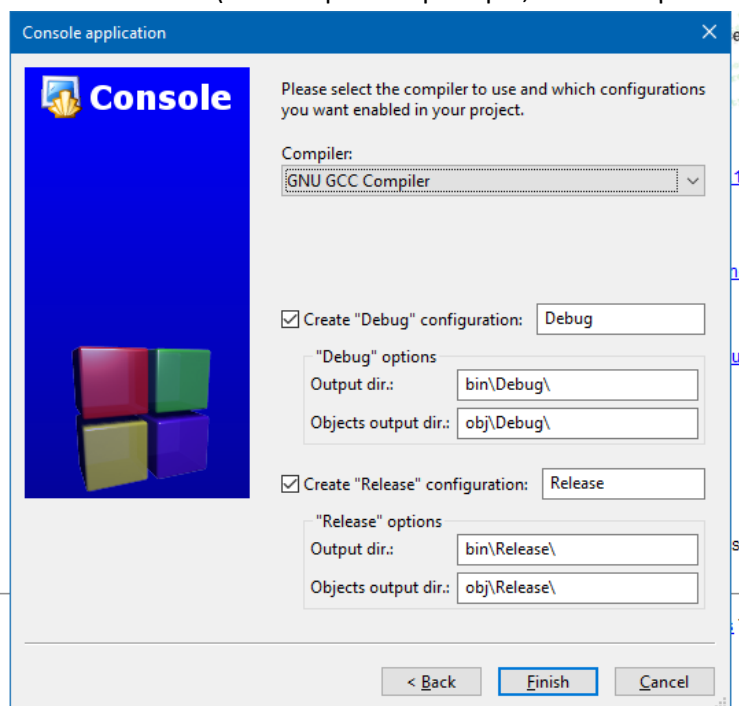 Console application
Console
Please select the compiler to use and which configurations
you want enabled in your project.
Compiler:
GNU GCC Compiler
Create "Debug" configuration: Debug
"Debug" options
Output dir.: bin\Debug\
Objects output dir.: obj\Debug\
Create "Release" configuration: Release
"Release" options
Output dir.: bin\Release\
Objects output dir.: obj\Release\
< Back Finish Cancel